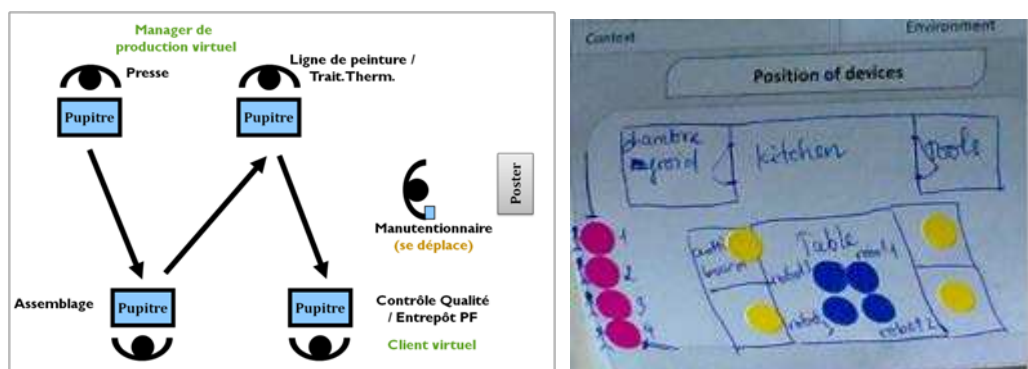 Manager de
production virtuel
Presse
Ligne de peinture /
Trait.Therm.
Pupitre
Pupitre
Poster
Manutentionnaire
(se déplace)
Assemblage
Pupitre
Pupitre
Contrôle Qualité
/ Entrepôt PF
Client virtuel
Context
Environment
Position of devices
chambre
froid
kitchen
tools
1
2
3
4
Table
board
robot 2